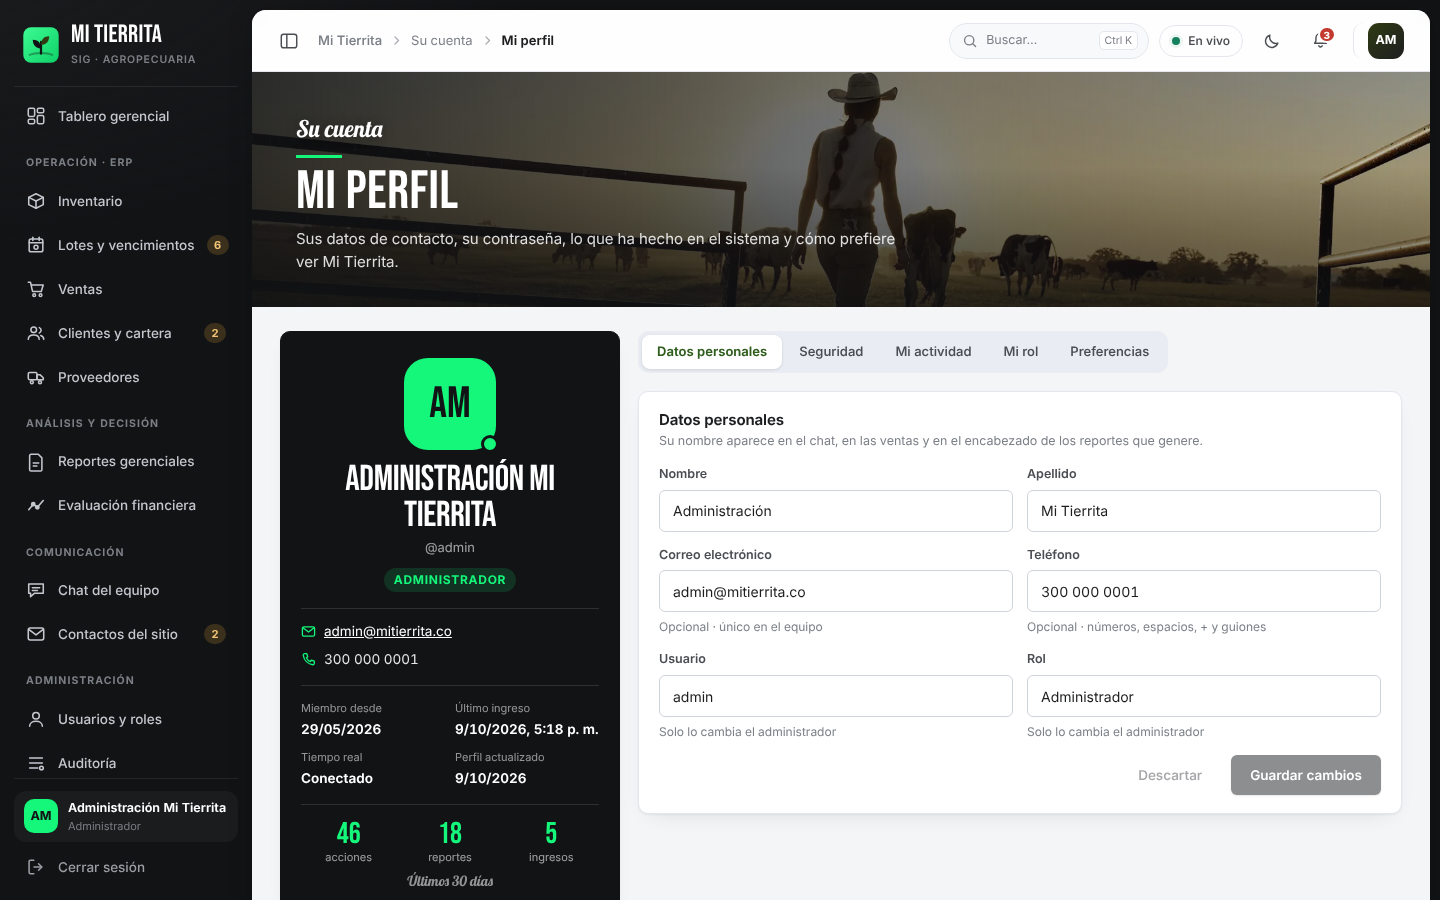 MI TIERRITA
SIG · AGROPECUARIA
Tablero gerencial
OPERACIÓN · ERP
Inventario
Lotes y vencimientos 6
Ventas
Clientes y cartera 2
Proveedores
ANÁLISIS Y DECISIÓN
Reportes gerenciales
Evaluación financiera
COMUNICACIÓN
Chat del equipo
Contactos del sitio 2
ADMINISTRACIÓN
Usuarios y roles
Auditoría
AM Administración Mi Tierrita
Administrador
Cerrar sesión
Mi Tierrita > Su cuenta > Mi perfil
Buscar... Ctrl K
En vivo
3
AM
Su cuenta
MI PERFIL
Sus datos de contacto, su contraseña, lo que ha hecho en el sistema y cómo prefiere
ver Mi Tierrita.
AM
ADMINISTRACIÓN MI
TIERRITA
@admin
ADMINISTRADOR
admin@mitierrita.co
300 000 0001
Miembro desde Último ingreso
29/05/2026 9/10/2026, 5:18 p. m.
Tiempo real Perfil actualizado
Conectado 9/10/2026
46 18 5
acciones reportes ingresos
Últimos 30 días
Datos personales Seguridad Mi actividad Mi rol Preferencias
Datos personales
Su nombre aparece en el chat, en las ventas y en el encabezado de los reportes que genere.
Nombre Apellido
Administración Mi Tierrita
Correo electrónico Teléfono
admin@mitierrita.co 300 000 0001
Opcional · único en el equipo Opcional · números, espacios, + y guiones
Usuario Rol
admin Administrador
Solo lo cambia el administrador Solo lo cambia el administrador
Descartar Guardar cambios